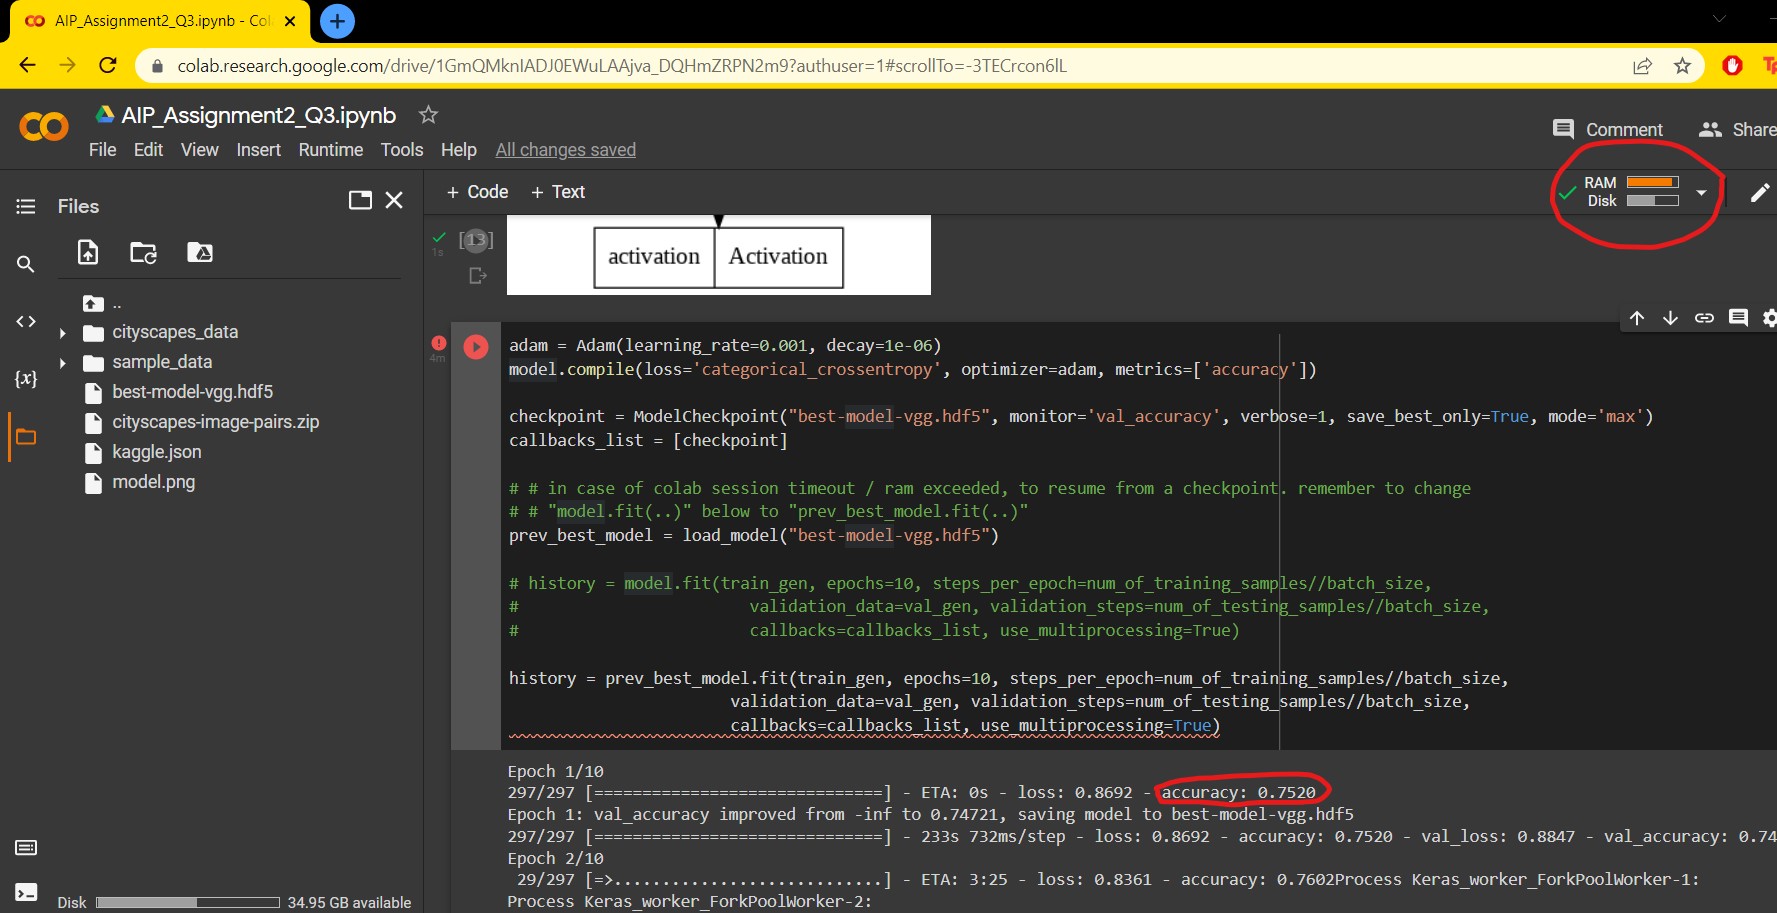 AIP_Assignment2_Q3.ipynb - Col
colab.research.google.com/drive/1GmQMknIADJ0EWuLAAjva_DQHmZRPN2m9?authuser=1#scrollTo=-3TECrcon6lL
AIP_Assignment2_Q3.ipynb
Comment
Share
File Edit View Insert Runtime Tools Help All changes saved
Files
+ Code + Text
RAM
Disk
[13]
1s
activation Activation
..
cityscapes_data
sample_data
best-model-vgg.hdf5
cityscapes-image-pairs.zip
kaggle.json
model.png
{x}
4m
adam = Adam(learning_rate=0.001, decay=1e-06)
model.compile(loss='categorical_crossentropy', optimizer=adam, metrics=['accuracy'])
checkpoint = ModelCheckpoint("best-model-vgg.hdf5", monitor='val_accuracy', verbose=1, save_best_only=True, mode='max')
callbacks_list = [checkpoint]
# # in case of colab session timeout / ram exceeded, to resume from a checkpoint. remember to change
# # "model.fit(..)" below to "prev_best_model.fit(..)"
prev_best_model = load_model("best-model-vgg.hdf5")
# history = model.fit(train_gen, epochs=10, steps_per_epoch=num_of_training_samples//batch_size,
# validation_data=val_gen, validation_steps=num_of_testing_samples//batch_size,
# callbacks=callbacks_list, use_multiprocessing=True)
history = prev_best_model.fit(train_gen, epochs=10, steps_per_epoch=num_of_training_samples//batch_size,
validation_data=val_gen, validation_steps=num_of_testing_samples//batch_size,
callbacks=callbacks_list, use_multiprocessing=True)
Epoch 1/10
297/297 [==============================] - ETA: 0s - loss: 0.8692 - accuracy: 0.7520
Epoch 1: val_accuracy improved from -inf to 0.74721, saving model to best-model-vgg.hdf5
297/297 [==============================] - 233s 732ms/step - loss: 0.8692 - accuracy: 0.7520 - val_loss: 0.8847 - val_accuracy: 0.74
Epoch 2/10
29/297 [=>............................] - ETA: 3:25 - loss: 0.8361 - accuracy: 0.7602Process Keras_worker_ForkPoolWorker-1:
Process Keras_worker_ForkPoolWorker-2:
Disk 34.95 GB available